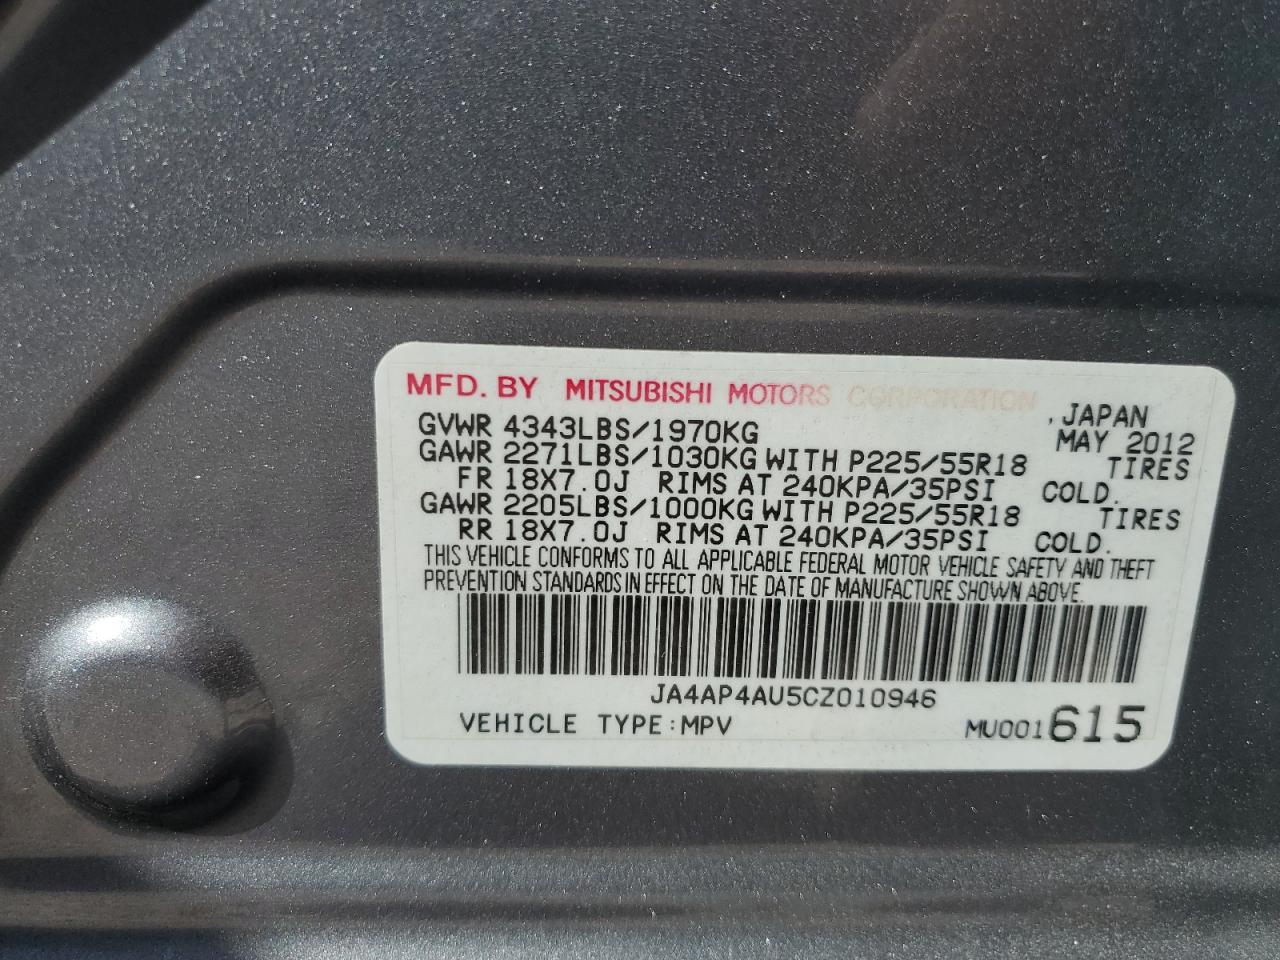 MFD. BY MITSUBISHI MOTORS CORPORATION, JAPAN
GVWR 4343LBS/1970KG MAY 2012
GAWR 2271LBS/1030KG WITH P225/55R18 TIRES
FR 18X7.0J RIMS AT 240KPA/35PSI COLD.
GAWR 2205LBS/1000KG WITH P225/55R18 TIRES
RR 18X7.0J RIMS AT 240KPA/35PSI COLD.
THIS VEHICLE CONFORMS TO ALL APPLICABLE FEDERAL MOTOR VEHICLE SAFETY AND THEFT
PREVENTION STANDARDS IN EFFECT ON THE DATE OF MANUFACTURE SHOWN ABOVE.
JA4AP4AU5CZ010946
VEHICLE TYPE:MPV MU001615